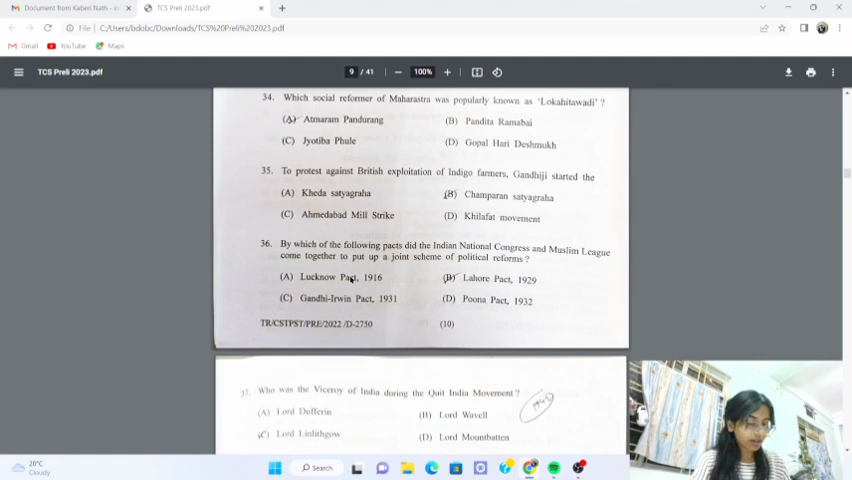 Document from Kaberi Nath - in
TCS Preli 2023.pdf
File | C:/Users/bdobc/Downloads/TCS%20Preli%202023.pdf
Gmail YouTube Maps
TCS Preli 2023.pdf
9 / 41 100%
34. Which social reformer of Maharastra was popularly known as 'Lokahitawadi' ?
(A) Atmaram Pandurang (B) Pandita Ramabai
(C) Jyotiba Phule (D) Gopal Hari Deshmukh
35. To protest against British exploitation of Indigo farmers, Gandhiji started the
(A) Kheda satyagraha (B) Champaran satyagraha
(C) Ahmedabad Mill Strike (D) Khilafat movement
36. By which of the following pacts did the Indian National Congress and Muslim League
come together to put up a joint scheme of political reforms ?
(A) Lucknow Pact, 1916 (B) Lahore Pact, 1929
(C) Gandhi-Irwin Pact, 1931 (D) Poona Pact, 1932
TR/CSTPST/PRE/2022 /D-2750 (10)
37. Who was the Viceroy of India during the Quit India Movement ?
1942
(A) Lord Dufferin (B) Lord Wavell
(C) Lord Linlithgow (D) Lord Mountbatten
20°C
Cloudy
Search